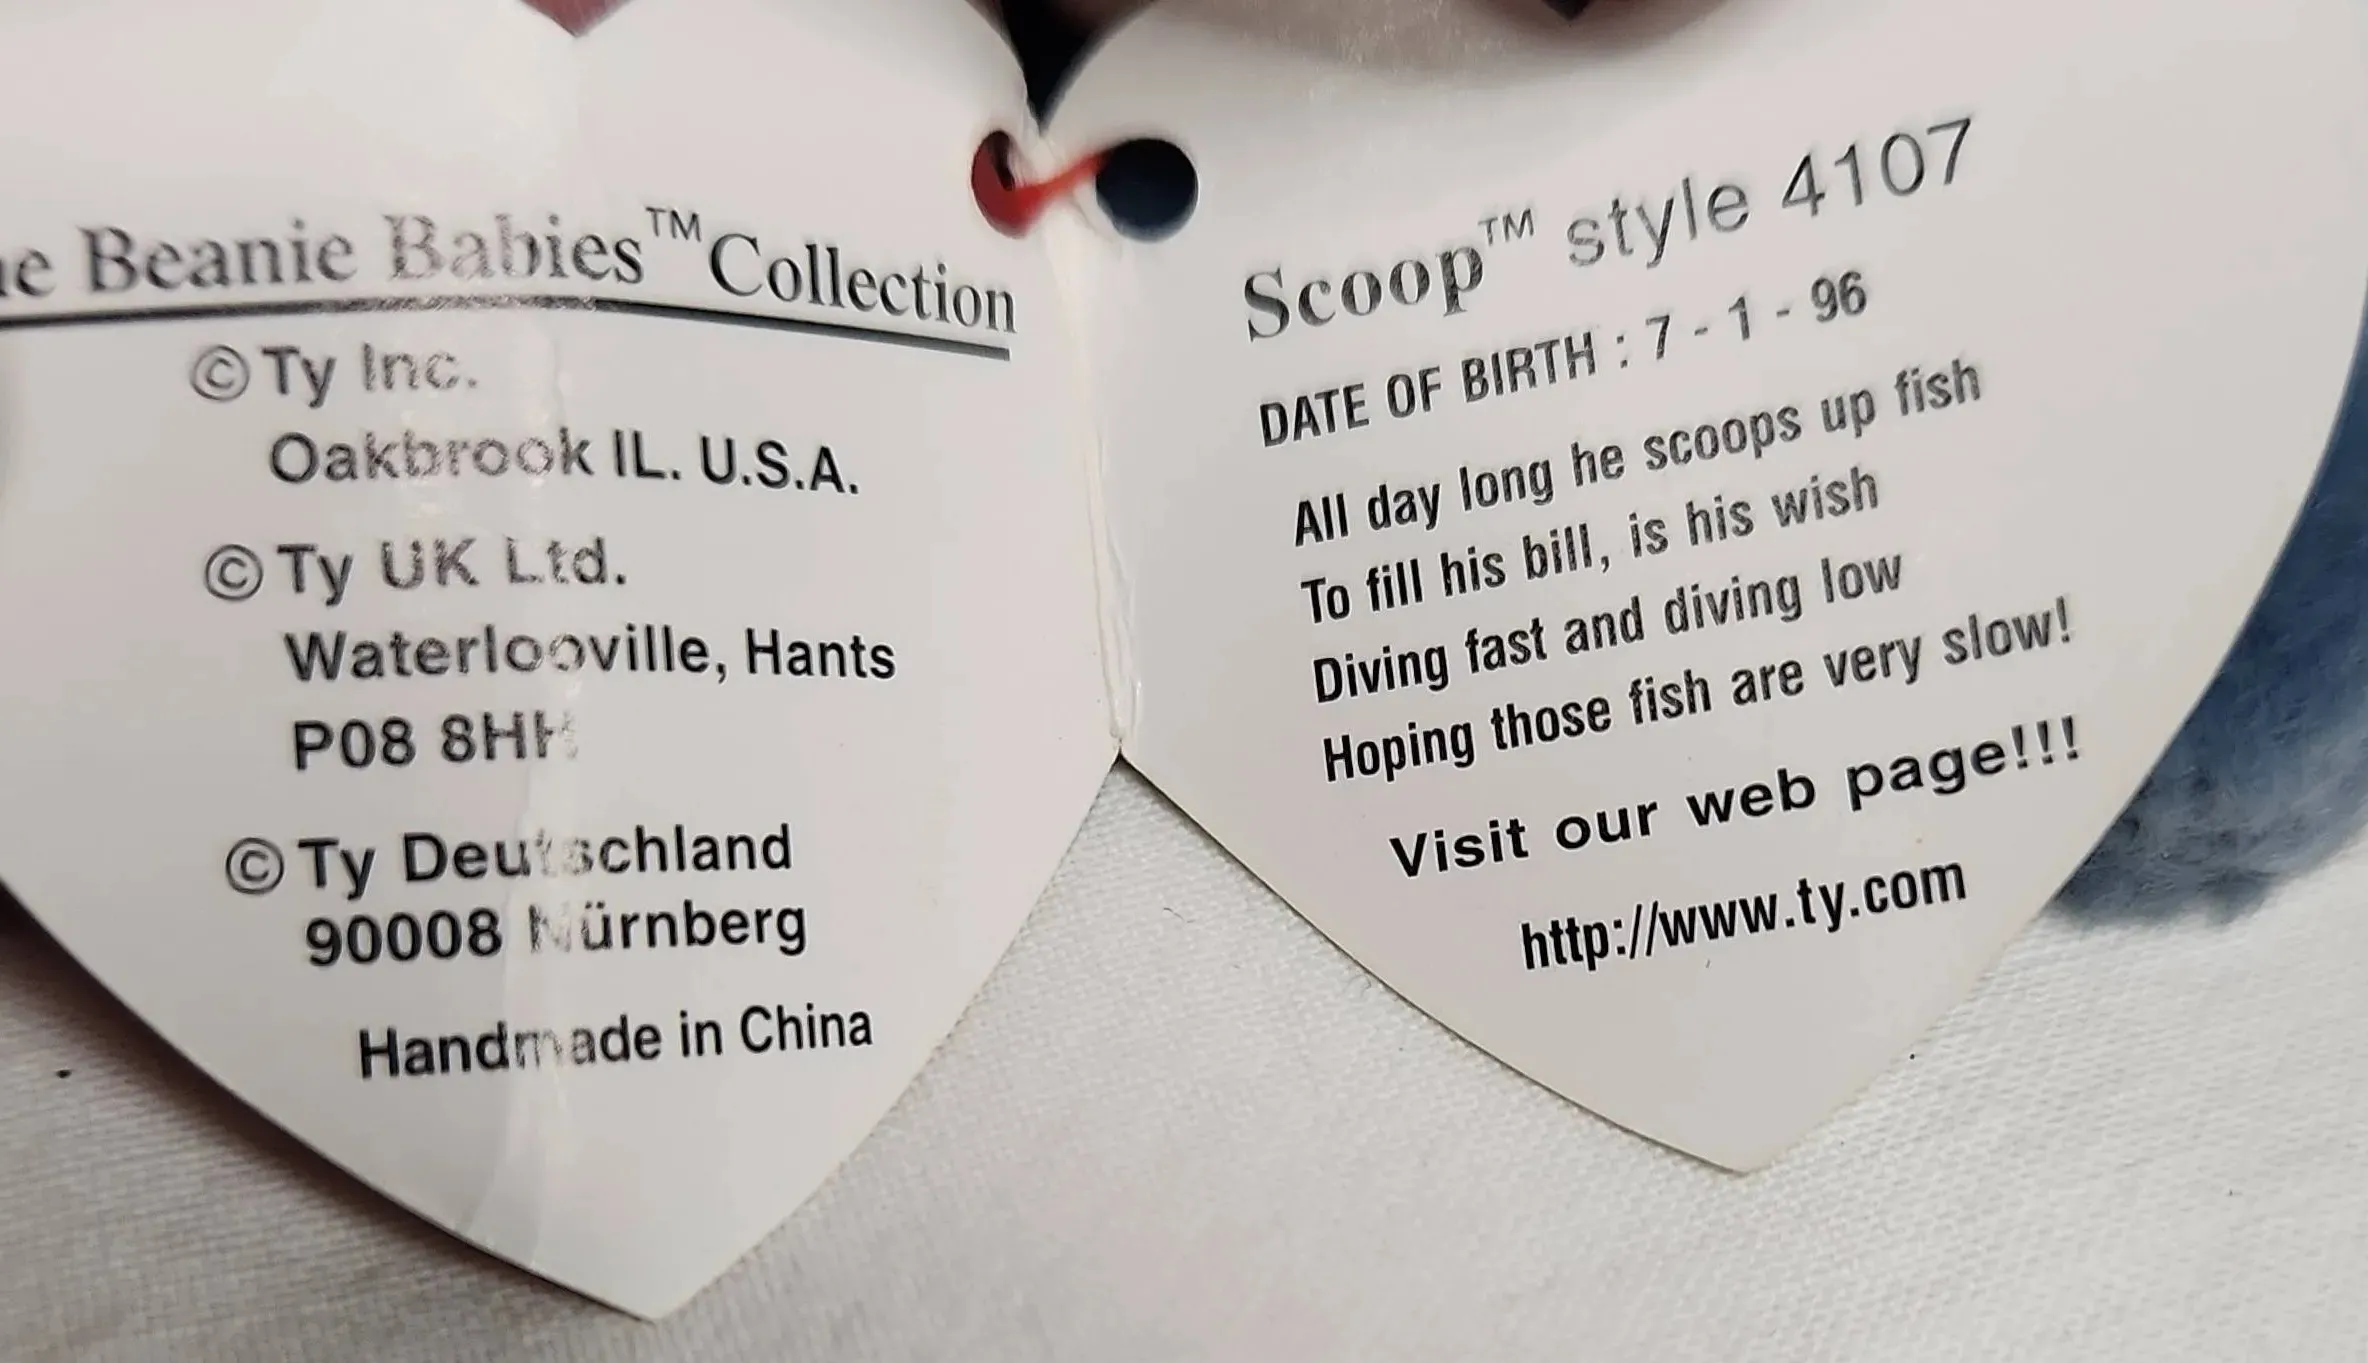 Beanie Babies™ Collection
© Ty Inc.
Oakbrook IL. U.S.A.
© Ty UK Ltd.
Waterlooville, Hants
P08 8HH
© Ty Deutschland
90008 Nürnberg
Handmade in China
Scoop™ style 4107
DATE OF BIRTH : 7 - 1 - 96
All day long he scoops up fish
To fill his bill, is his wish
Diving fast and diving low
Hoping those fish are very slow!
Visit our web page!!!
http://www.ty.com